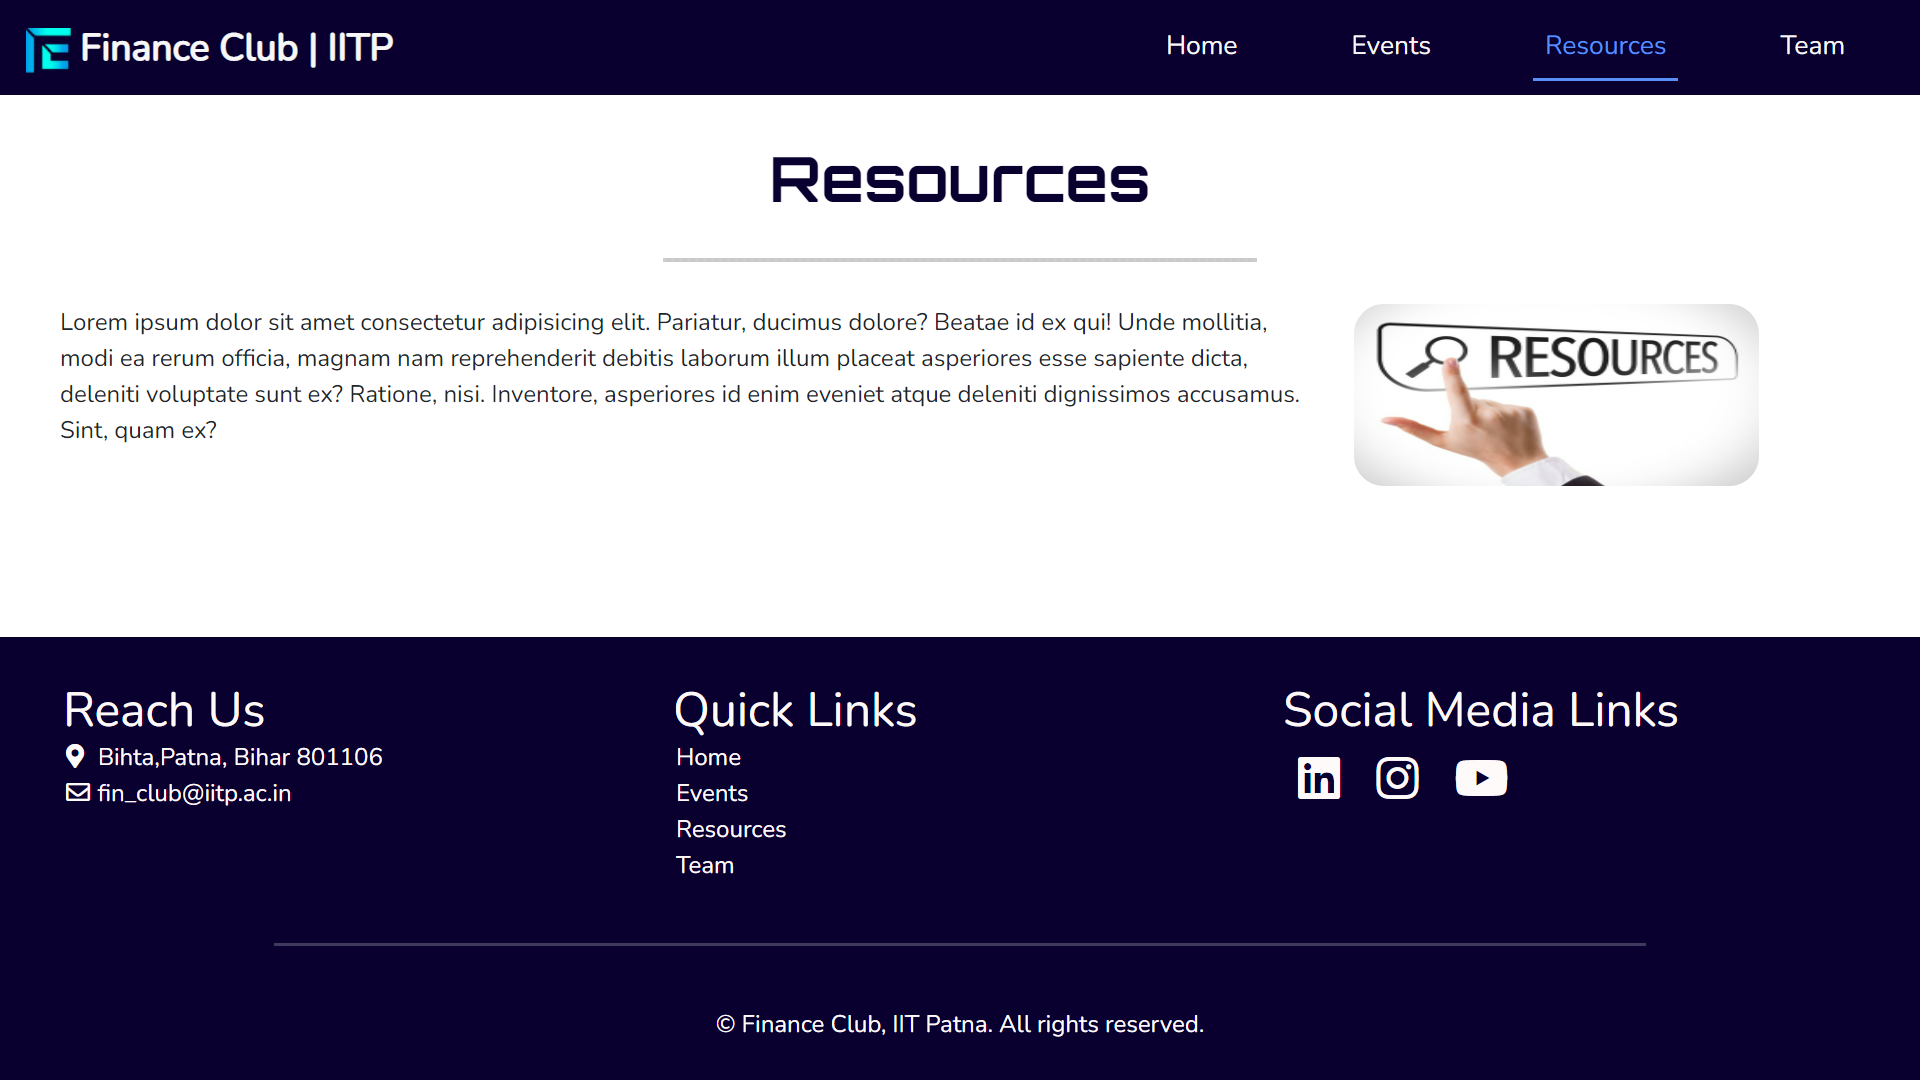 Finance Club | IITP
Home
Events
Resources
Team
Resources
Lorem ipsum dolor sit amet consectetur adipisicing elit. Pariatur, ducimus dolore? Beatae id ex qui! Unde mollitia,
modi ea rerum officia, magnam nam reprehenderit debitis laborum illum placeat asperiores esse sapiente dicta,
deleniti voluptate sunt ex? Ratione, nisi. Inventore, asperiores id enim eveniet atque deleniti dignissimos accusamus.
Sint, quam ex?
RESOURCES
Reach Us
Bihta,Patna, Bihar 801106
fin_club@iitp.ac.in
Quick Links
Home
Events
Resources
Team
Social Media Links
in
© Finance Club, IIT Patna. All rights reserved.